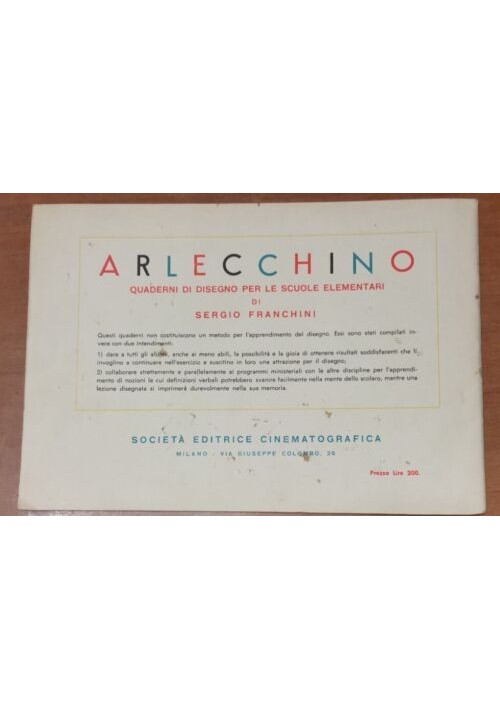 ARLECCHINO
QUADERNI DI DISEGNO PER LE SCUOLE ELEMENTARI
DI
SERGIO FRANCHINI
Questi quaderni non costituiscono un metodo per l'apprendimento del disegno. Essi sono stati compilati in-
vece con due intendimenti:
1) dare a tutti gli allievi, anche ai meno abili, la possibilità e la gioia di ottenere risultati soddisfacenti che li
invoglino a continuare nell'esercizio e suscitino in loro una attrazione per il disegno;
2) collaborare strettamente e parallelamente ai programmi ministeriali con le altre discipline per l'apprendi-
mento di nozioni le cui definizioni verbali potrebbero svanire facilmente nella mente dello scolaro, mentre una
lezione disegnata si imprimerà durevolmente nella sua memoria.
SOCIETÀ EDITRICE CINEMATOGRAFICA
MILANO - VIA GIUSEPPE COLOMBO,
Prezzo Lire 200.